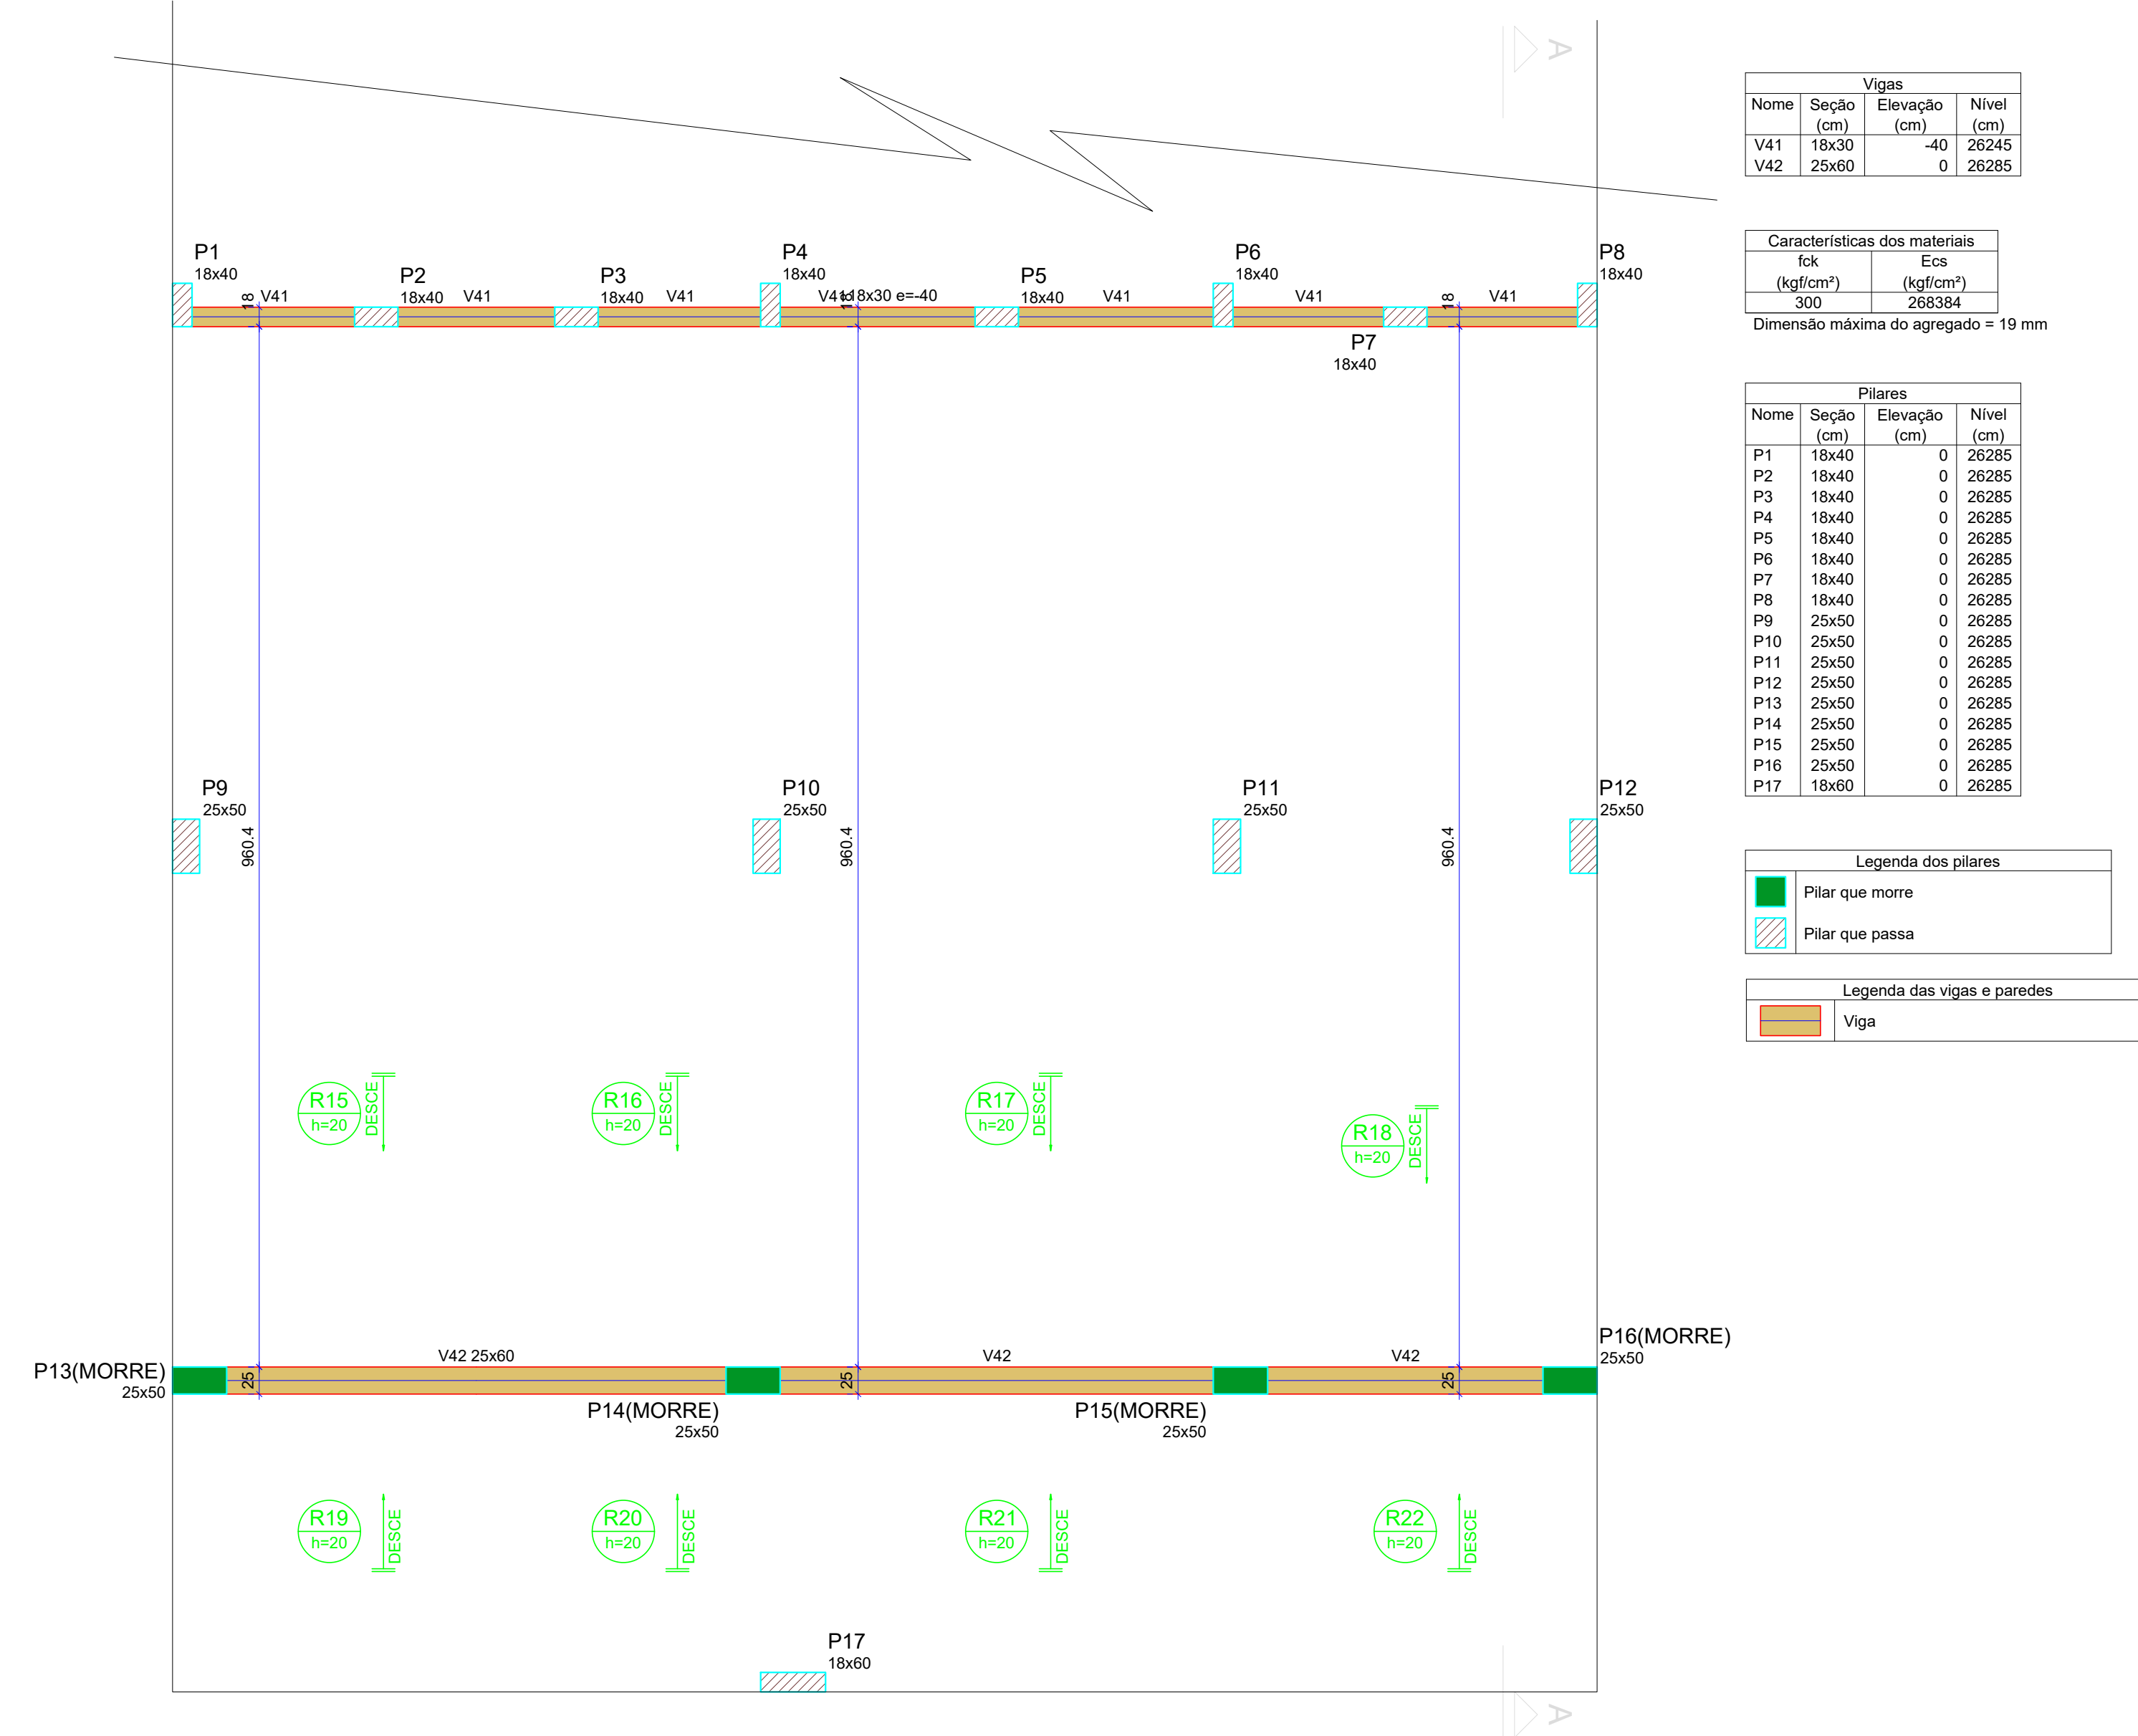 A
Vigas
Nome Seção Elevação Nível
(cm) (cm) (cm)
V41 18x30 -40 26245
V42 25x60 0 26285
Características dos materiais
fck Ecs
(kgf/cm²) (kgf/cm²)
300 268384
Dimensão máxima do agregado = 19 mm
P1
18x40
P2
18x40
P3
18x40
P4
18x40
P5
18x40
P6
18x40
P7
18x40
P8
18x40
V41
V41
V41
V41 18x30 e=-40
V41
V41
V41
18
18
18
Pilares
Nome Seção Elevação Nível
(cm) (cm) (cm)
P1 18x40 0 26285
P2 18x40 0 26285
P3 18x40 0 26285
P4 18x40 0 26285
P5 18x40 0 26285
P6 18x40 0 26285
P7 18x40 0 26285
P8 18x40 0 26285
P9 25x50 0 26285
P10 25x50 0 26285
P11 25x50 0 26285
P12 25x50 0 26285
P13 25x50 0 26285
P14 25x50 0 26285
P15 25x50 0 26285
P16 25x50 0 26285
P17 18x60 0 26285
P9
25x50
P10
25x50
P11
25x50
P12
25x50
960.4
960.4
960.4
Legenda dos pilares
Pilar que morre
Pilar que passa
Legenda das vigas e paredes
Viga
R15
h=20
DESCE
R16
h=20
DESCE
R17
h=20
DESCE
R18
h=20
DESCE
P13(MORRE)
25x50
V42 25x60
V42
V42
P16(MORRE)
25x50
25
25
25
P14(MORRE)
25x50
P15(MORRE)
25x50
R19
h=20
DESCE
R20
h=20
DESCE
R21
h=20
DESCE
R22
h=20
DESCE
P17
18x60
A